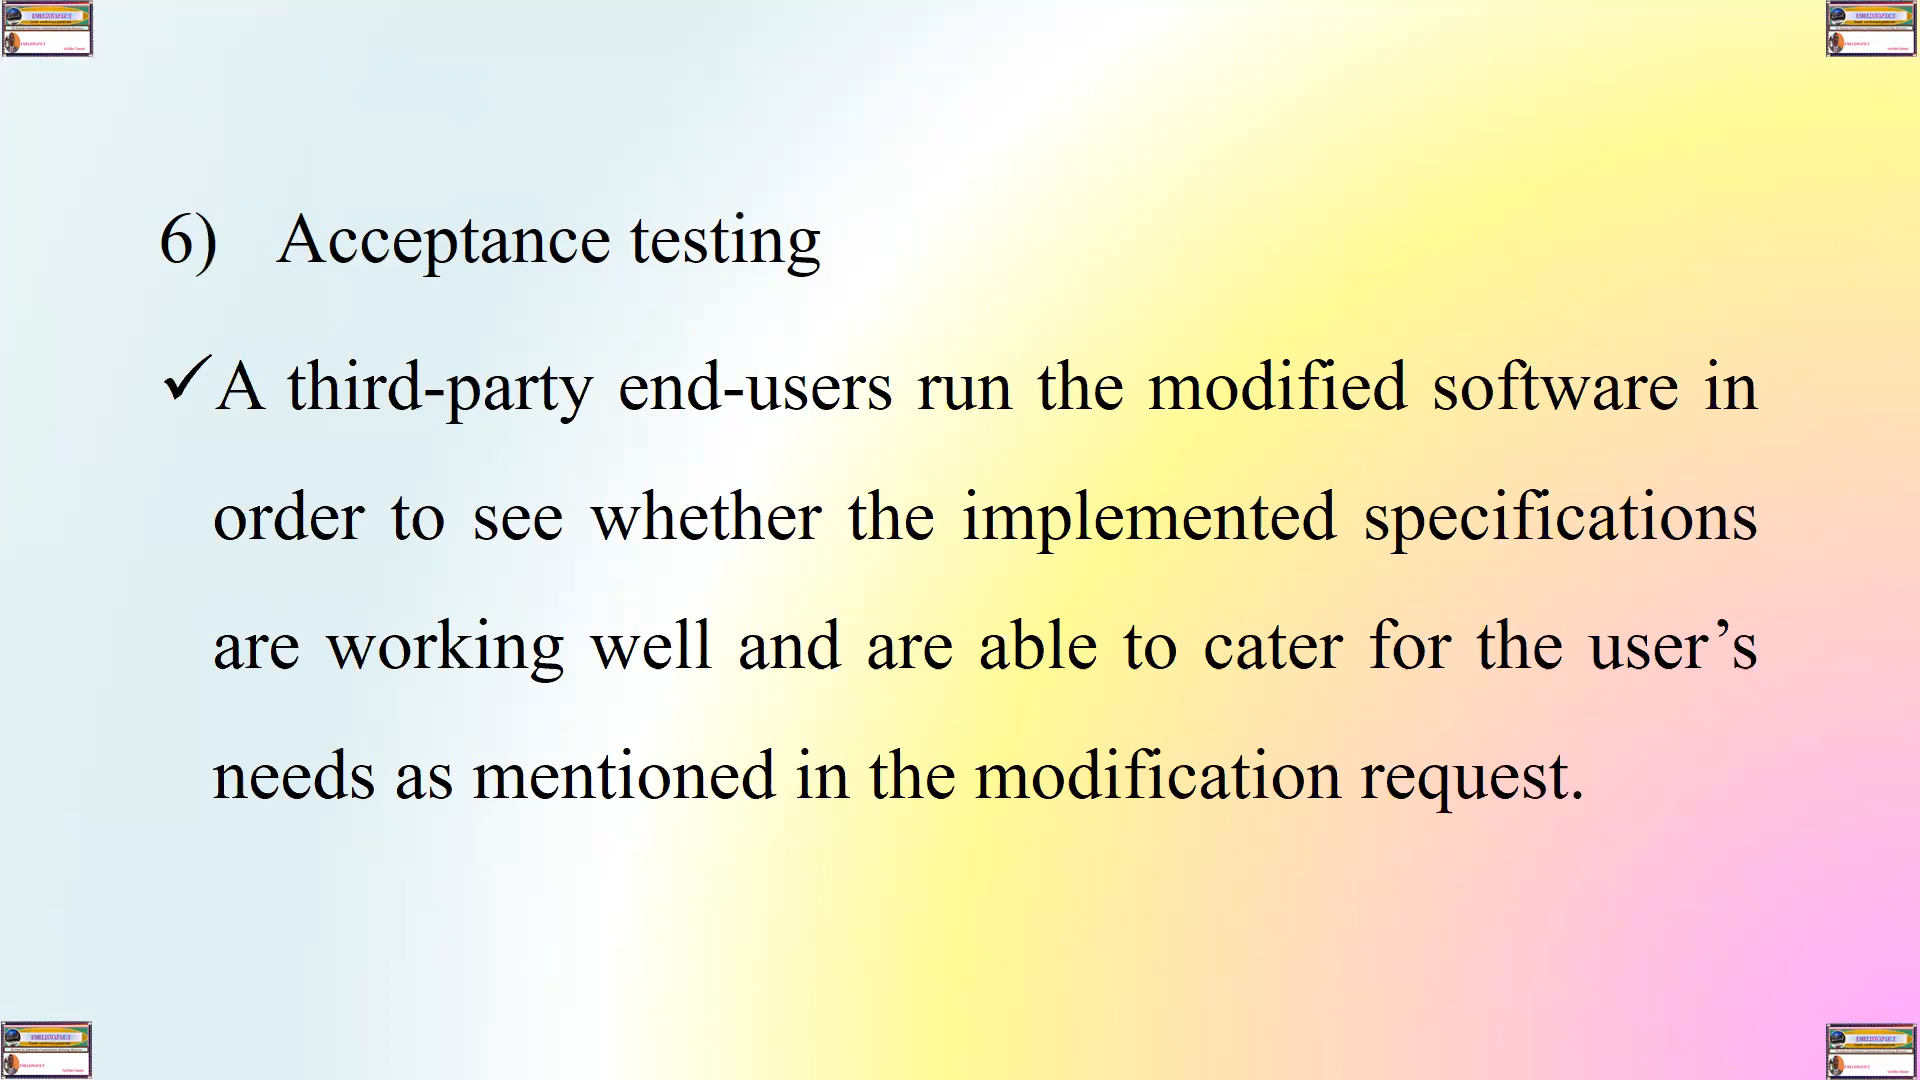 6) Acceptance testing
✓A third-party end-users run the modified software in
order to see whether the implemented specifications
are working well and are able to cater for the user’s
needs as mentioned in the modification request.